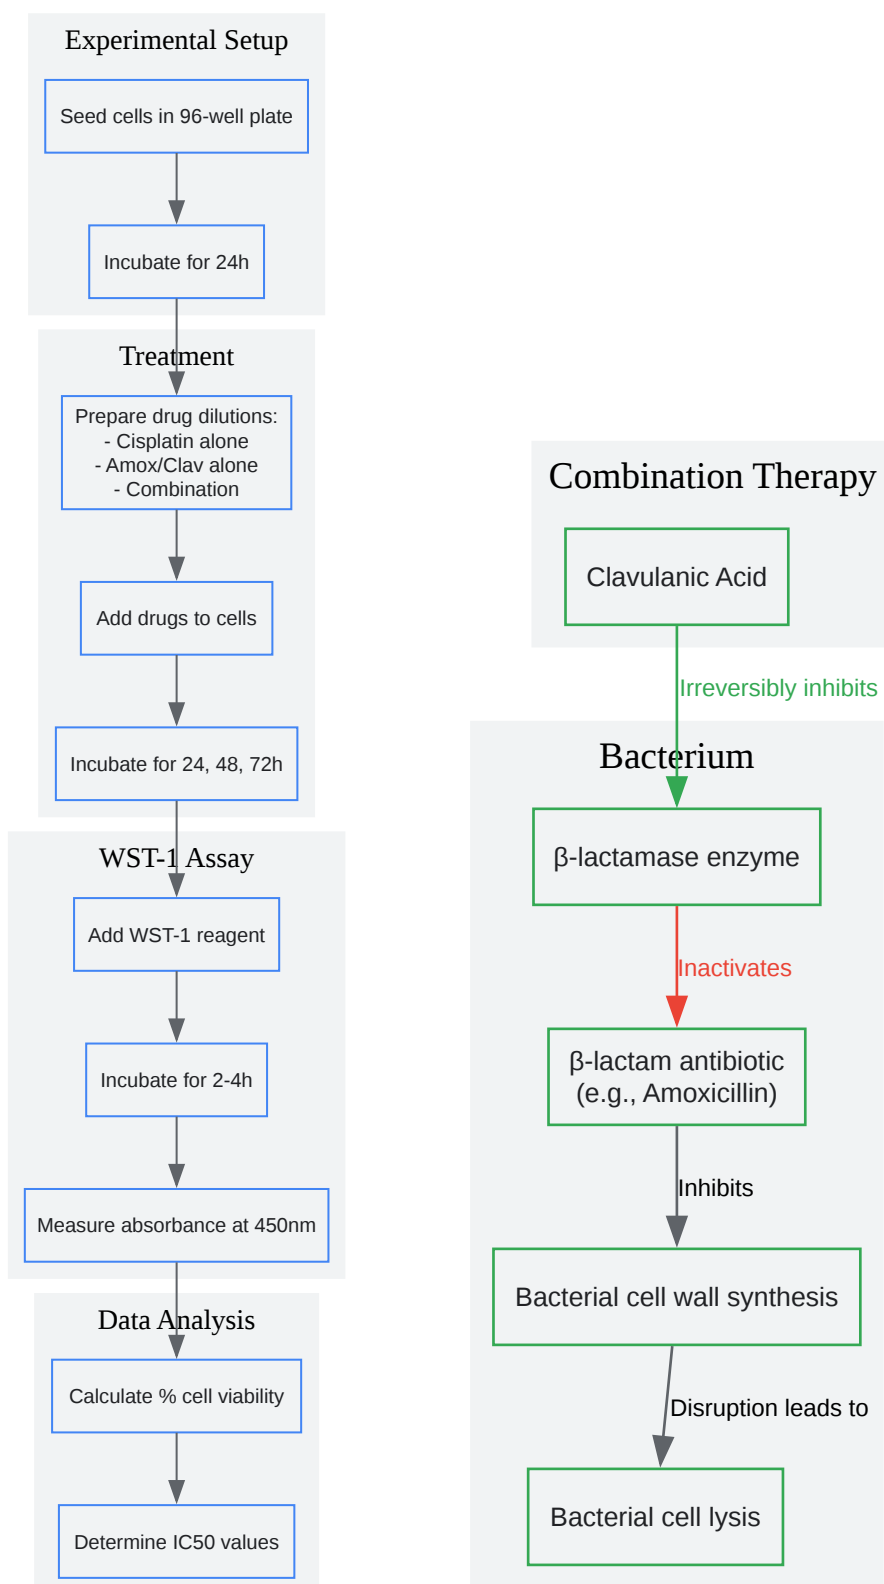 Experimental Setup
Seed cells in 96-well plate
Incubate for 24h
Treatment
Prepare drug dilutions:
- Cisplatin alone
- Amox/Clav alone
- Combination
Add drugs to cells
Incubate for 24, 48, 72h
WST-1 Assay
Add WST-1 reagent
Incubate for 2-4h
Measure absorbance at 450nm
Data Analysis
Calculate % cell viability
Determine IC50 values
Combination Therapy
Clavulanic Acid
Irreversibly inhibits
Bacterium
β-lactamase enzyme
Inactivates
β-lactam antibiotic
(e.g., Amoxicillin)
Inhibits
Bacterial cell wall synthesis
Disruption leads to
Bacterial cell lysis